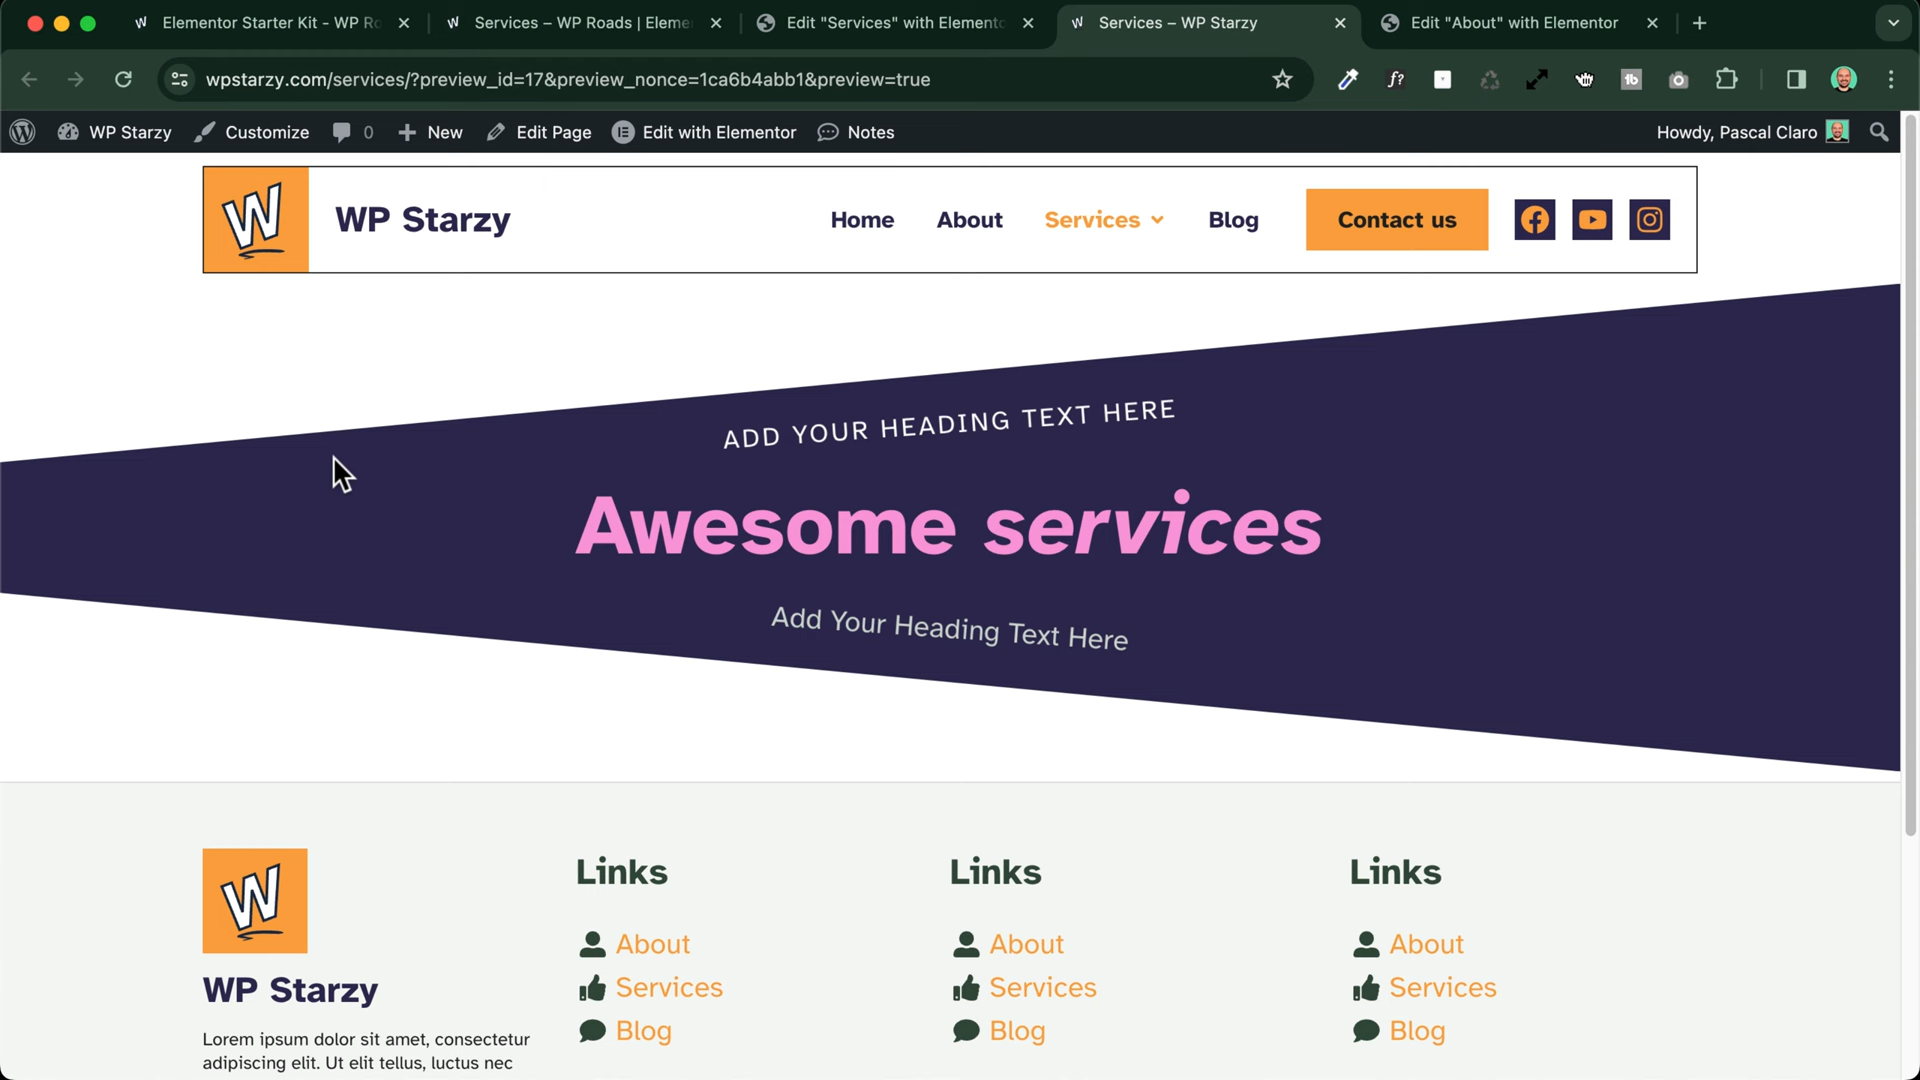 Elementor Starter Kit - WP Ro
Services – WP Roads | Eleme
Edit "Services" with Elemento
Services – WP Starzy
Edit "About" with Elementor
wpstarzy.com/services/?preview_id=17&preview_nonce=1ca6b4abb1&preview=true
f?
tb
WP Starzy
Customize
0
New
Edit Page
Edit with Elementor
Notes
Howdy, Pascal Claro
W
WP Starzy
Home
About
Services
Blog
Contact us
ADD YOUR HEADING TEXT HERE
Awesome services
Add Your Heading Text Here
W
WP Starzy
Lorem ipsum dolor sit amet, consectetur
adipiscing elit. Ut elit tellus, luctus nec
Links
About
Services
Blog
Links
About
Services
Blog
Links
About
Services
Blog